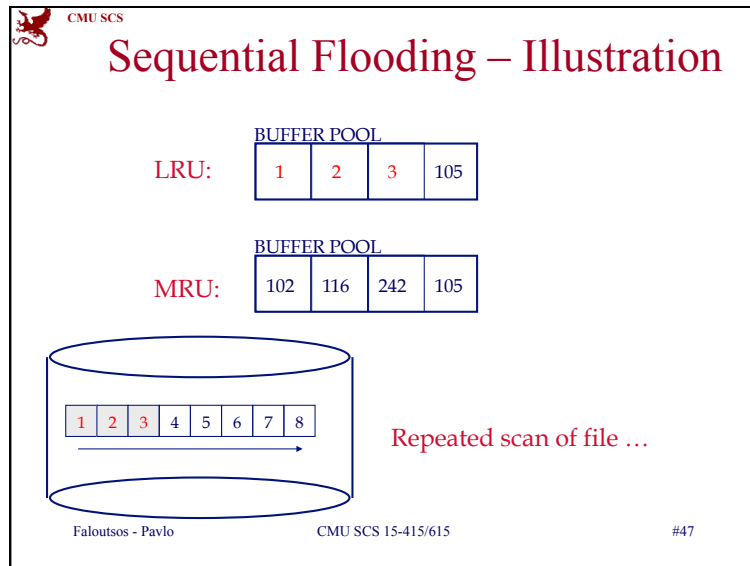 CMU SCS
Sequential Flooding – Illustration
BUFFER POOL
LRU: 1 2 3 105
BUFFER POOL
MRU: 102 116 242 105
1 2 3 4 5 6 7 8
Repeated scan of file …
Faloutsos - Pavlo CMU SCS 15-415/615 #47